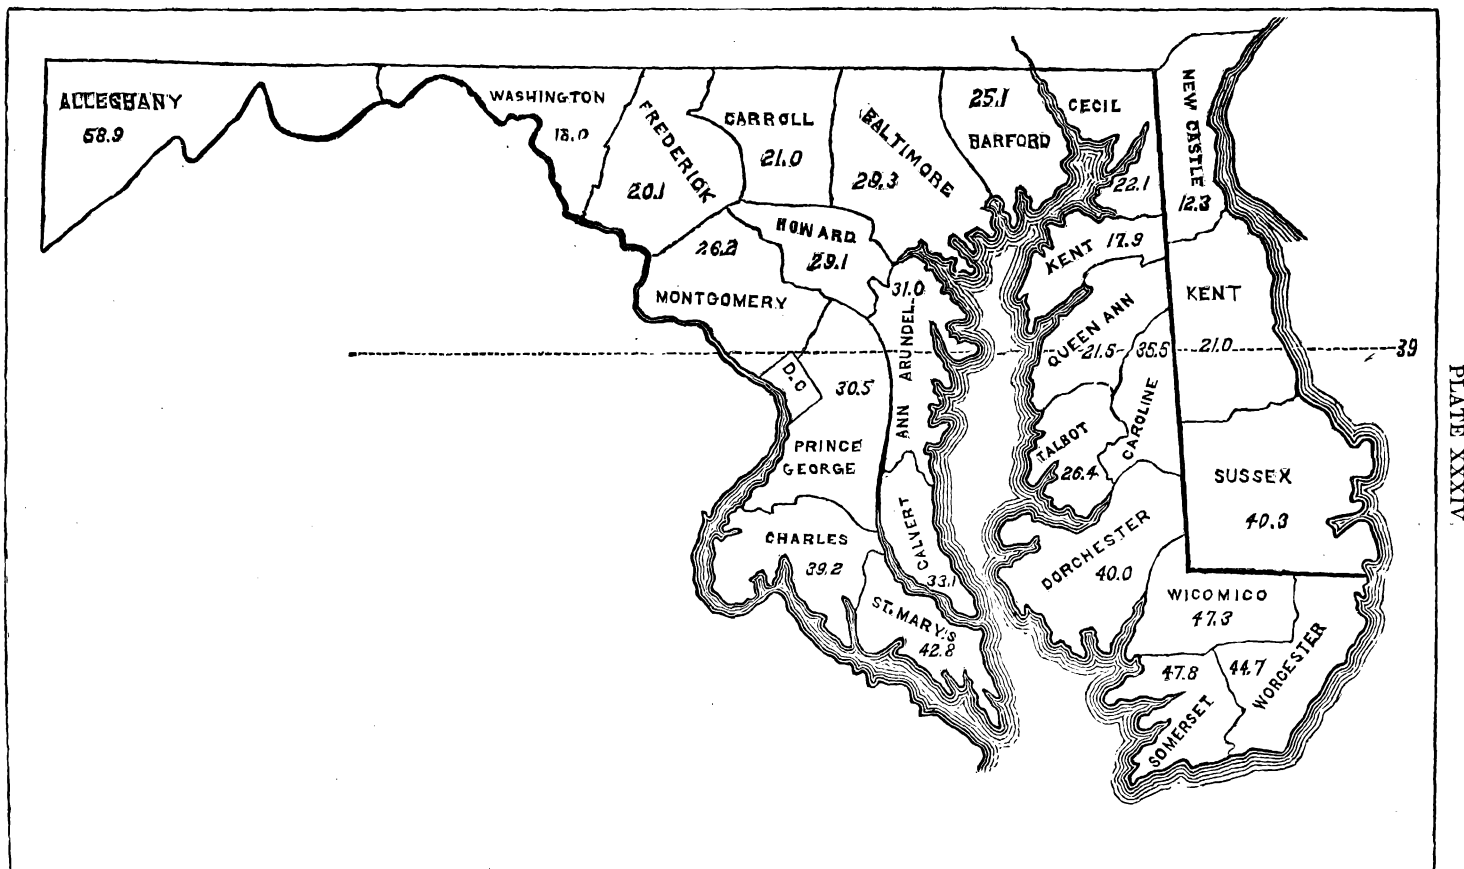 ALLEGHANY
58.9
WASHINGTON
18.0
FREDERICK
20.1
CARROLL
21.0
BALTIMORE
29.3
25.1
BARFORD
CECIL
22.1
NEW CASTLE
12.3
HOWARD
29.1
26.2
MONTGOMERY
KENT 17.9
KENT
21.0
31.0
ANN ARUNDEL
QUEEN ANN
21.5
35.5
CAROLINE
39
D.C
30.5
PRINCE
GEORGE
TALBOT
26.4
SUSSEX
40.3
CHARLES
39.2
CALVERT
33.1
DORCHESTER
40.0
ST. MARY'S
42.8
WICOMICO
47.3
47.8
SOMERSET
44.7
WORCESTER
PLATE XXXIV.